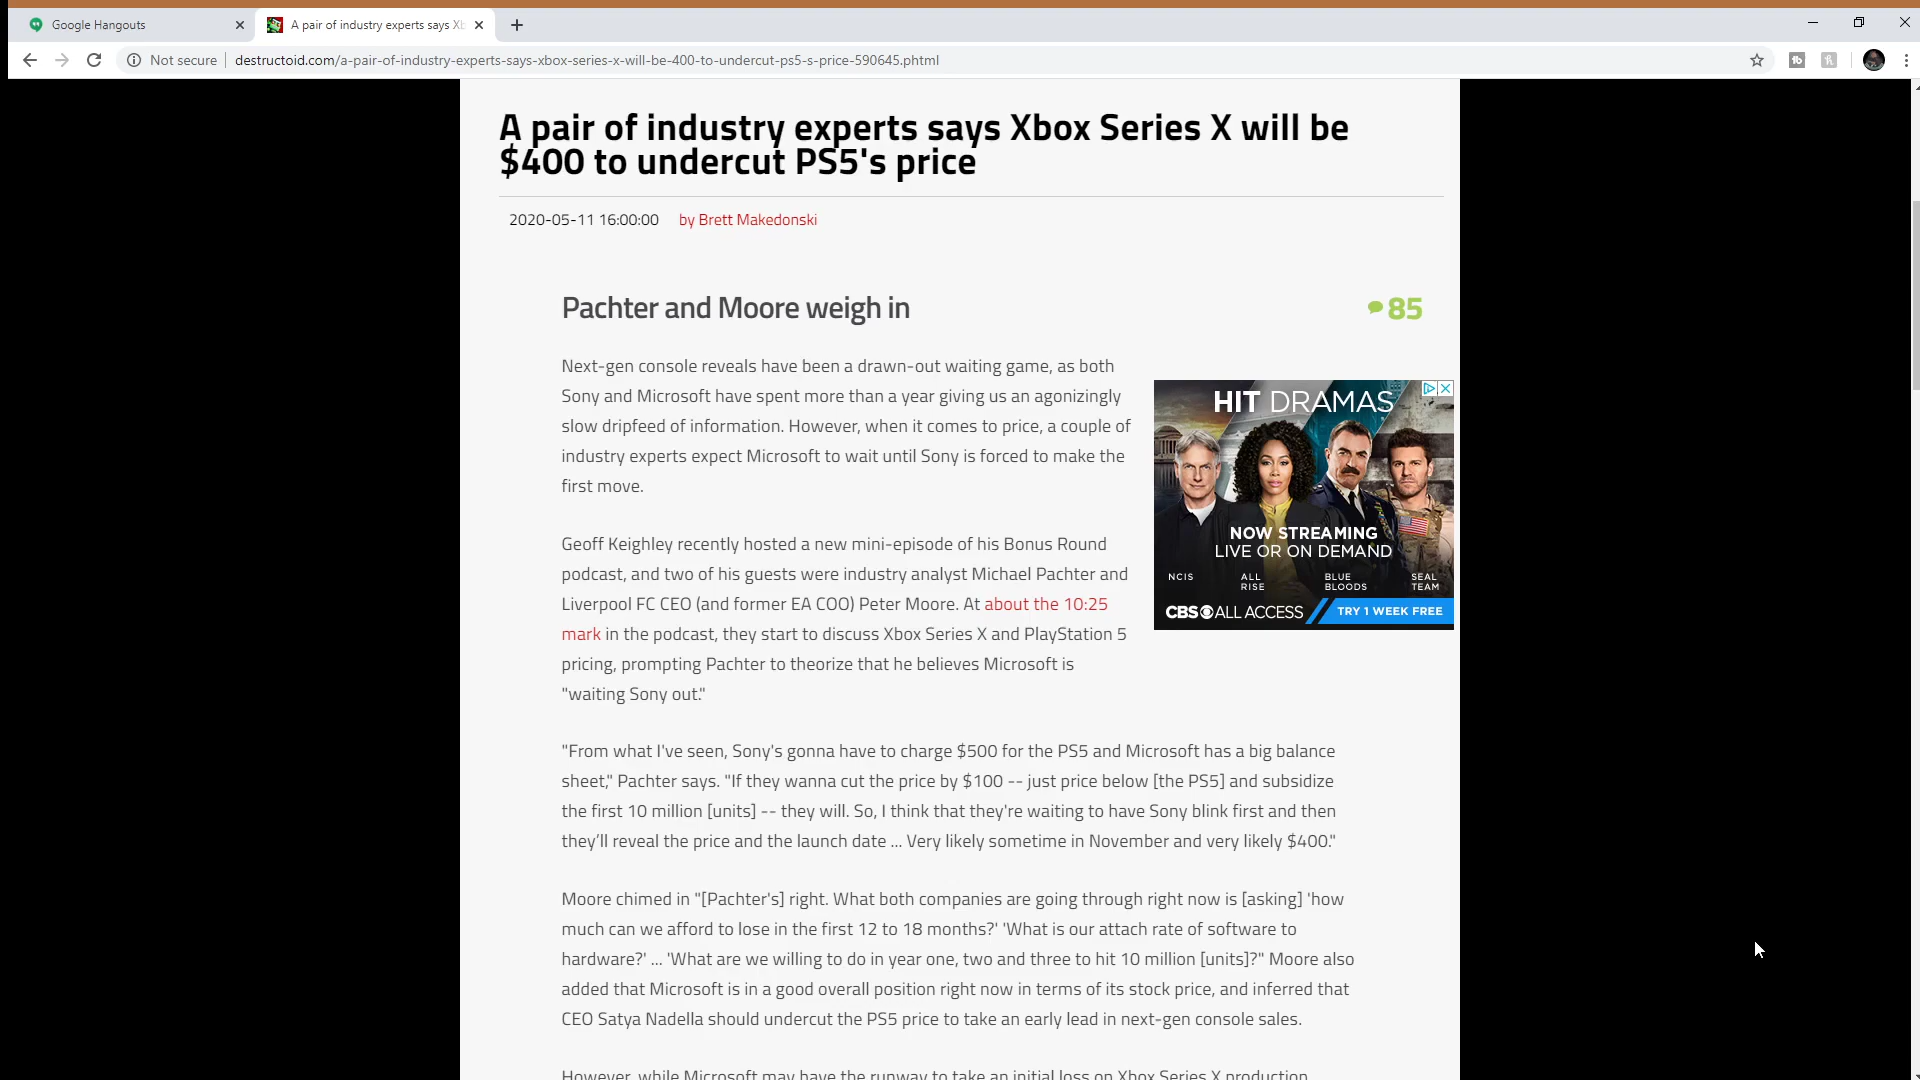 Google Hangouts
A pair of industry experts says Xb
Not secure
destructoid.com/a-pair-of-industry-experts-says-xbox-series-x-will-be-400-to-undercut-ps5-s-price-590645.phtml
A pair of industry experts says Xbox Series X will be
$400 to undercut PS5's price
2020-05-11 16:00:00 by Brett Makedonski
Pachter and Moore weigh in
85
Next-gen console reveals have been a drawn-out waiting game, as both
Sony and Microsoft have spent more than a year giving us an agonizingly
slow dripfeed of information. However, when it comes to price, a couple of
industry experts expect Microsoft to wait until Sony is forced to make the
first move.
Geoff Keighley recently hosted a new mini-episode of his Bonus Round
podcast, and two of his guests were industry analyst Michael Pachter and
Liverpool FC CEO (and former EA COO) Peter Moore. At about the 10:25
mark in the podcast, they start to discuss Xbox Series X and PlayStation 5
pricing, prompting Pachter to theorize that he believes Microsoft is
"waiting Sony out."
HIT DRAMAS
NOW STREAMING
LIVE OR ON DEMAND
NCIS
ALL
RISE
BLUE
BLOODS
SEAL
TEAM
CBS ALL ACCESS
TRY 1 WEEK FREE
"From what I've seen, Sony's gonna have to charge $500 for the PS5 and Microsoft has a big balance
sheet," Pachter says. "If they wanna cut the price by $100 -- just price below [the PS5] and subsidize
the first 10 million [units] -- they will. So, I think that they're waiting to have Sony blink first and then
they’ll reveal the price and the launch date ... Very likely sometime in November and very likely $400."
Moore chimed in "[Pachter's] right. What both companies are going through right now is [asking] 'how
much can we afford to lose in the first 12 to 18 months?' 'What is our attach rate of software to
hardware?' ... 'What are we willing to do in year one, two and three to hit 10 million [units]?" Moore also
added that Microsoft is in a good overall position right now in terms of its stock price, and inferred that
CEO Satya Nadella should undercut the PS5 price to take an early lead in next-gen console sales.
However, while Microsoft may have the runway to take an initial loss on Xbox Series X production,